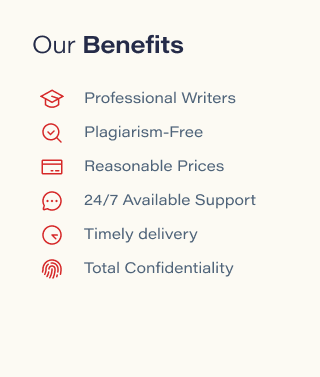 Our Benefits
Professional Writers
Plagiarism-Free
Reasonable Prices
24/7 Available Support
Timely delivery
Total Confidentiality